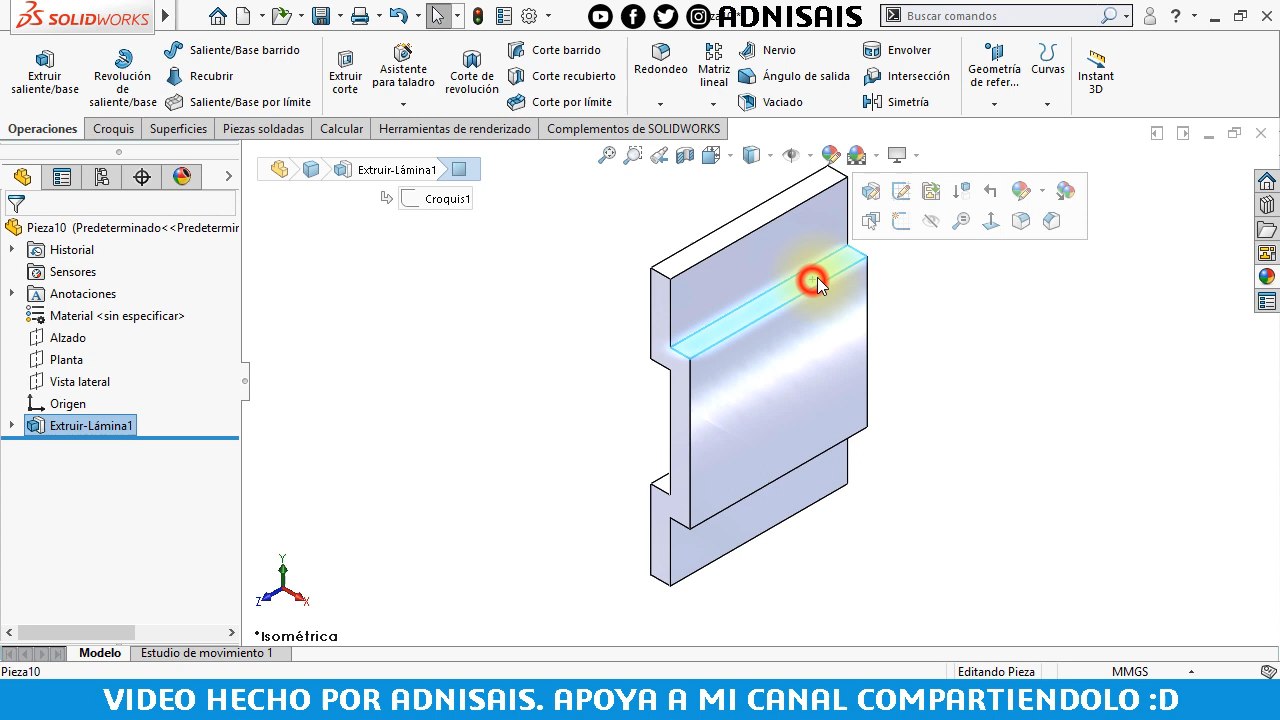 SOLIDWORKS
ADNISAIS
Buscar comandos
Extruir saliente/base
Revolución de saliente/base
Saliente/Base barrido
Recubrir
Saliente/Base por límite
Extruir corte
Asistente para taladro
Corte de revolución
Corte barrido
Corte recubierto
Corte por límite
Redondeo
Matriz lineal
Nervio
Ángulo de salida
Vaciado
Envolver
Intersección
Simetría
Geometría de refer...
Curvas
Instant 3D
Operaciones
Croquis
Superficies
Piezas soldadas
Calcular
Herramientas de renderizado
Complementos de SOLIDWORKS
Extruir-Lámina1
Croquis1
Pieza10 (Predeterminado<<Predetermir
Historial
Sensores
Anotaciones
Material <sin especificar>
Alzado
Planta
Vista lateral
Origen
Extruir-Lámina1
Y
Z
X
*Isométrica
Modelo
Estudio de movimiento 1
Pieza10
Editando Pieza
MMGS
VIDEO HECHO POR ADNISAIS. APOYA A MI CANAL COMPARTIENDOLO :D